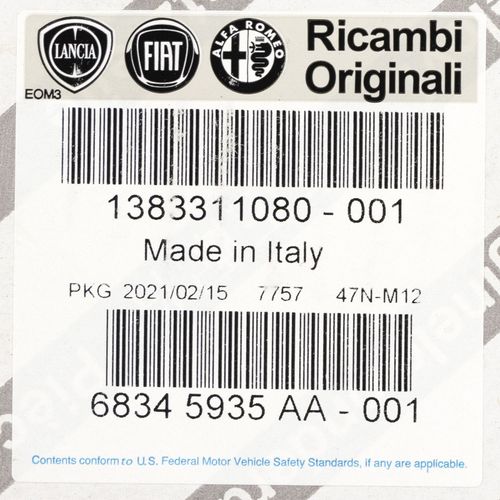 LANCIA FIAT ALFA ROMEO Ricambi
Originali
EOM3
1383311080 - 001
Made in Italy
PKG 2021/02/15 7757 47N-M12
6834 5935 AA - 001
Contents conform to U.S. Federal Motor Vehicle Safety Standards, if any are applicable.